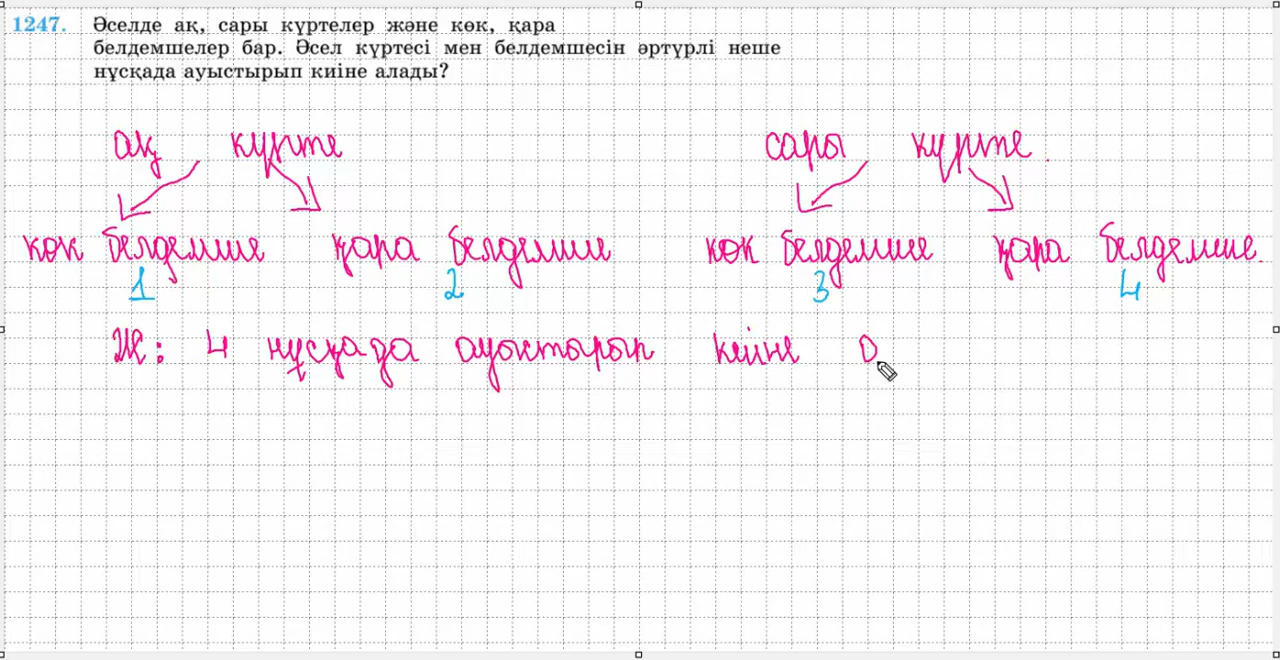 1247. Әселде ақ, сары күртелер және көк, қара
белдемшелер бар. Әсел күртесі мен белдемшесін әртүрлі неше
нұсқада ауыстырып киіне алады?
ақ күрте сары күрте
көк белдемше қара белдемше көк белдемше қара белдемше.
1 2 3 4
Ж: 4 нұсқада ауыстырып киіне